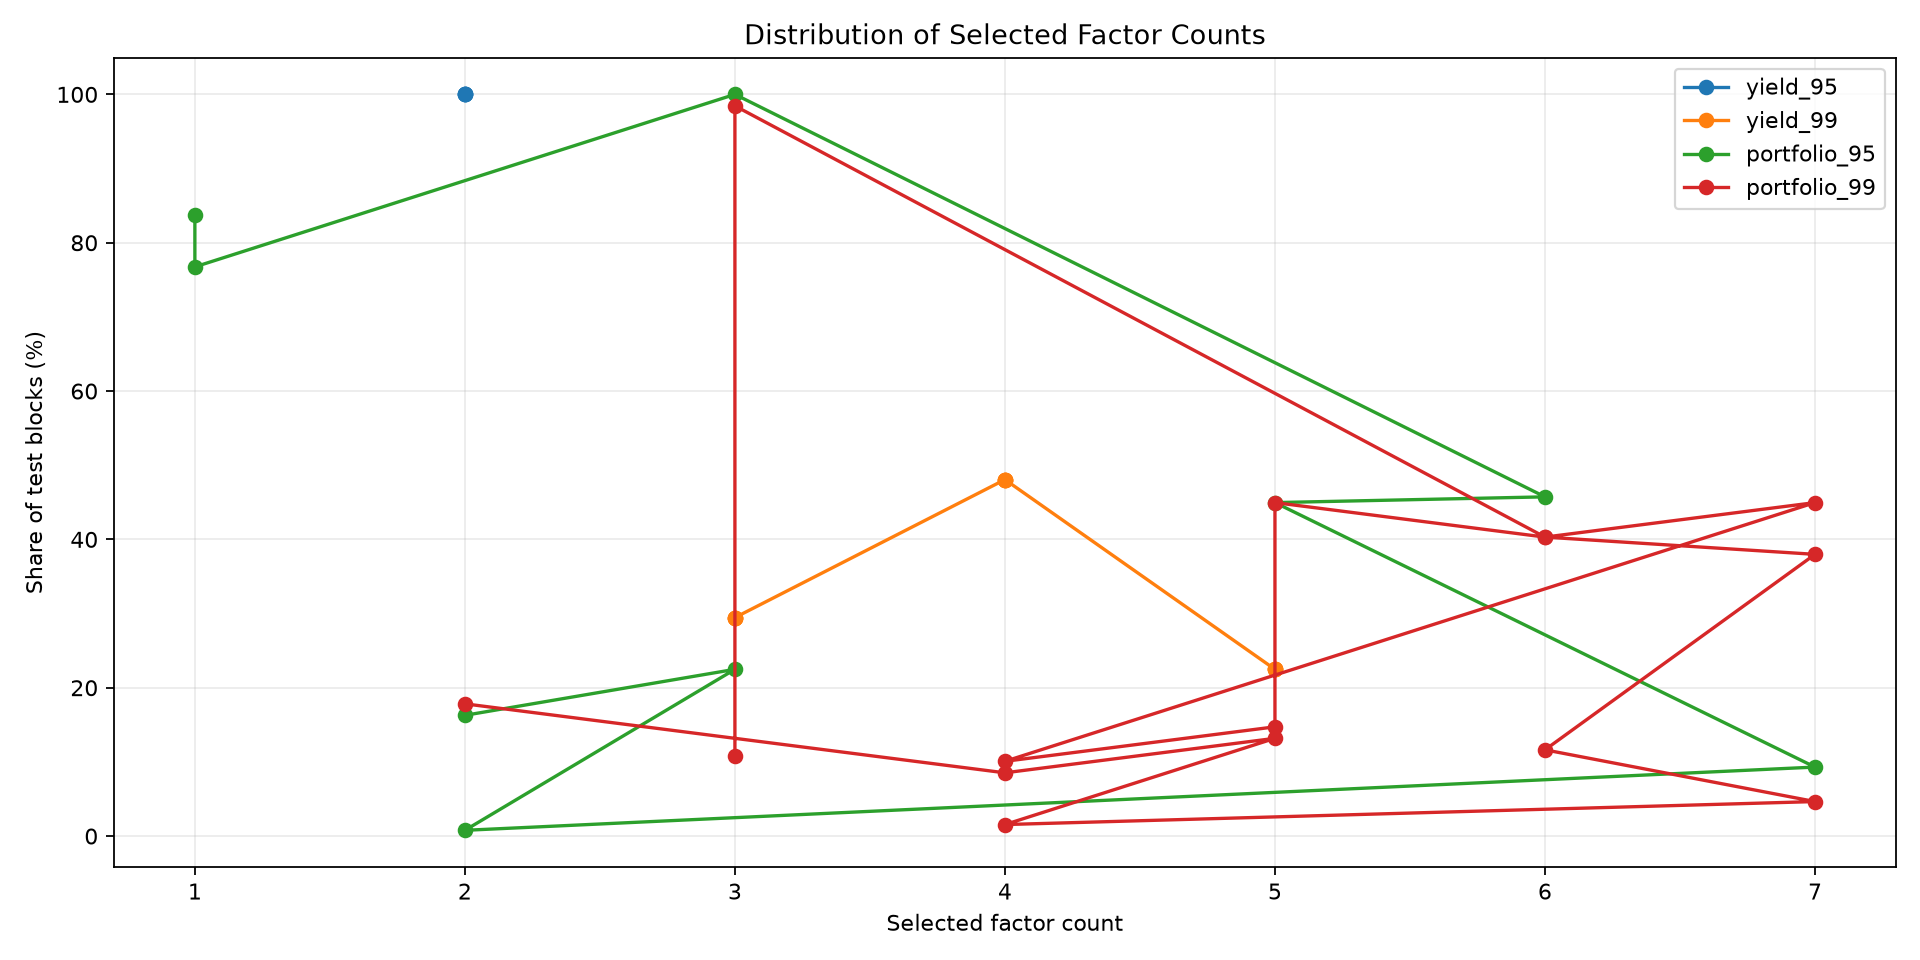 Distribution of Selected Factor Counts
yield_95
yield_99
portfolio_95
portfolio_99
Share of test blocks (%)
100
80
60
40
20
0
1 2 3 4 5 6 7
Selected factor count